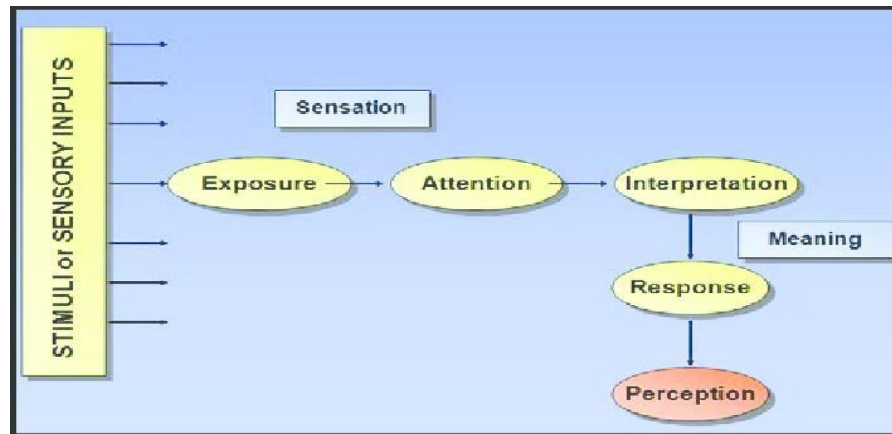 STIMULI or SENSORY INPUTS
Sensation
Exposure
Attention
Interpretation
Meaning
Response
Perception